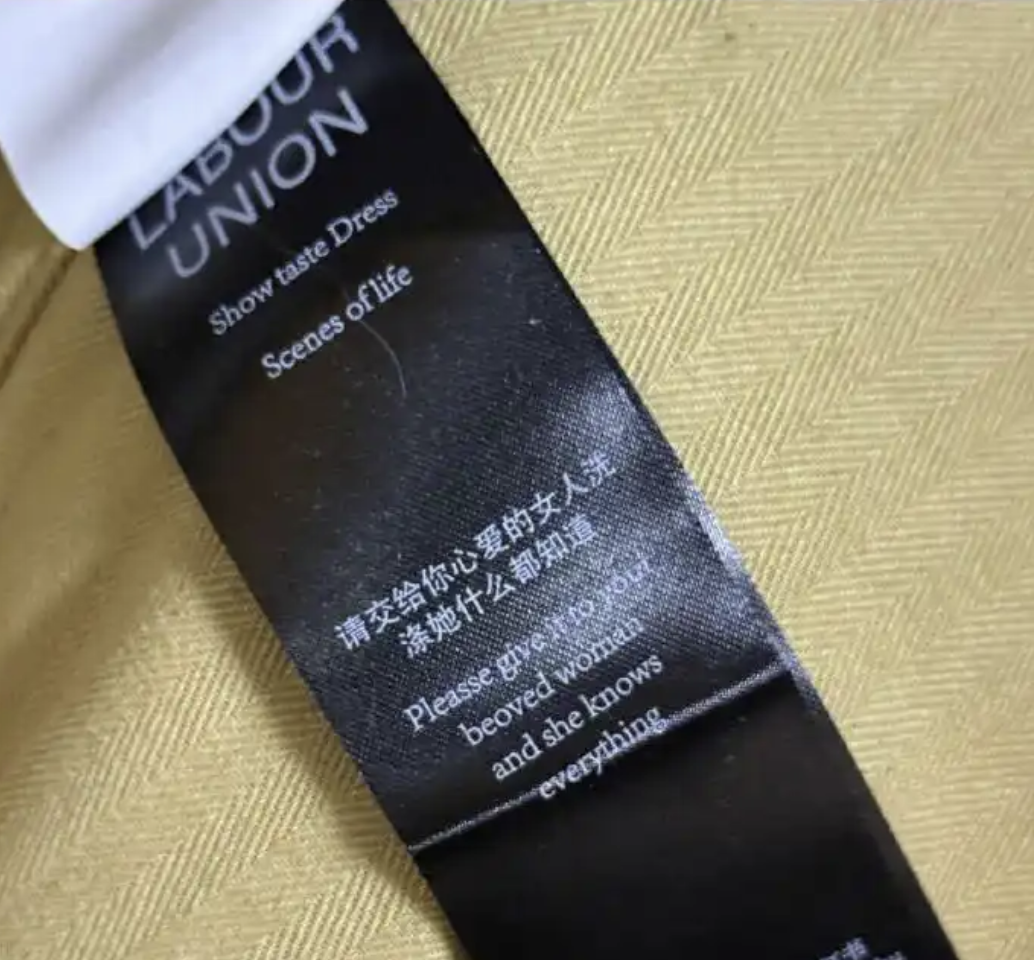 LABOUR
UNION
Show taste Dress
Scenes of life
请交给你心爱的女人洗
涤她什么都知道
Pleasse give it to your
beoved woman
and she knows
everything